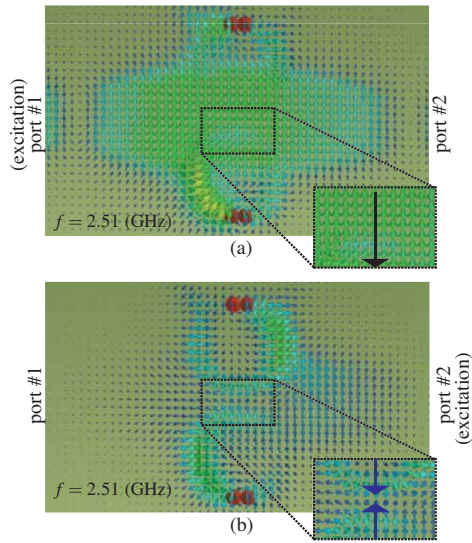 (excitation)
port #1
port #2
f = 2.51 (GHz)
(a)
port #1
port #2
(excitation)
f = 2.51 (GHz)
(b)